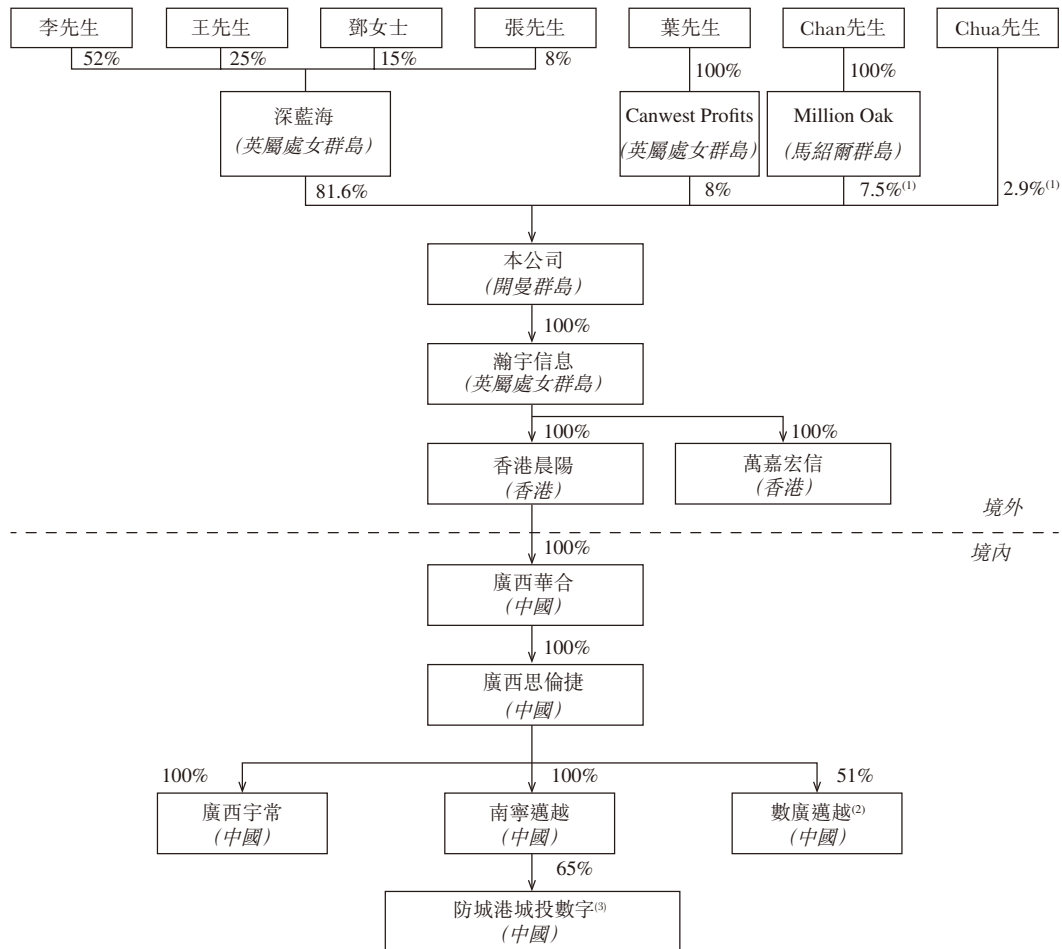 李先生
王先生
鄧女士
張先生
葉先生
Chan先生
Chua先生
52%
25%
15%
8%
100%
100%
深藍海
(英屬處女群島)
Canwest Profits
(英屬處女群島)
Million Oak
(馬紹爾群島)
81.6%
8%
7.5%(1)
2.9%(1)
本公司
(開曼群島)
100%
瀚宇信息
(英屬處女群島)
100%
100%
香港晨陽
(香港)
萬嘉宏信
(香港)
境外
境內
100%
廣西華合
(中國)
100%
廣西思倫捷
(中國)
100%
100%
51%
廣西宇常
(中國)
南寧邁越
(中國)
數廣邁越(2)
(中國)
65%
防城港城投數字(3)
(中國)